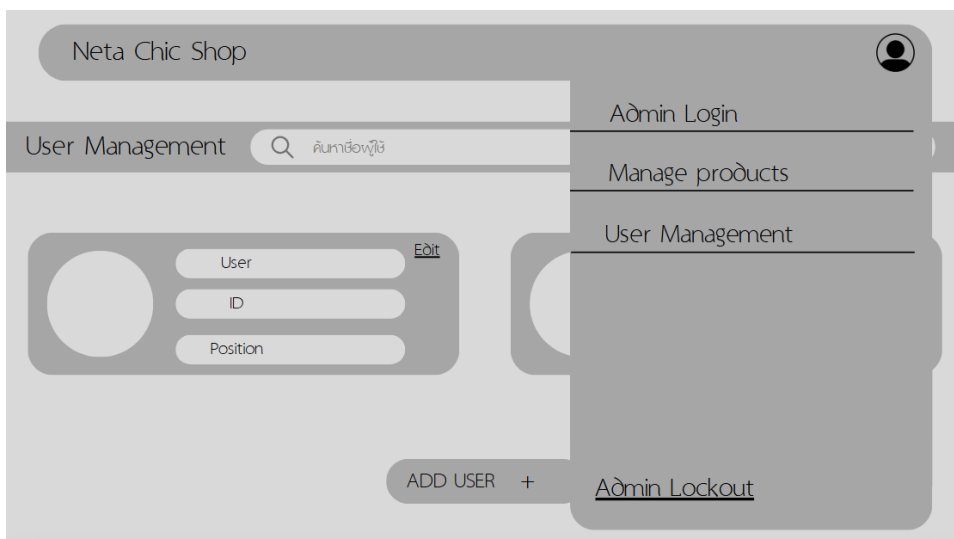 Neta Chic Shop
Admin Login
User Management
ค้นหาชื่อผู้ใช้
Manage products
User Management
Edit
User
ID
Position
ADD USER +
Admin Lockout